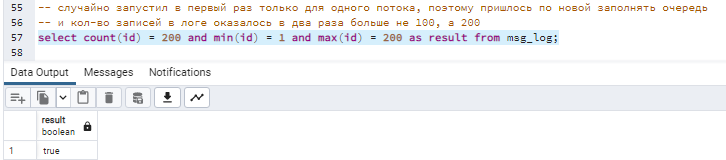 55 -- случайно запустил в первый раз только для одного потока, поэтому пришлось по новой заполнять очередь
56 -- и кол-во записей в логе оказалось в два раза больше не 100, а 200
57 select count(id) = 200 and min(id) = 1 and max(id) = 200 as result from msg_log;
58
Data Output Messages Notifications
result
boolean
1 true